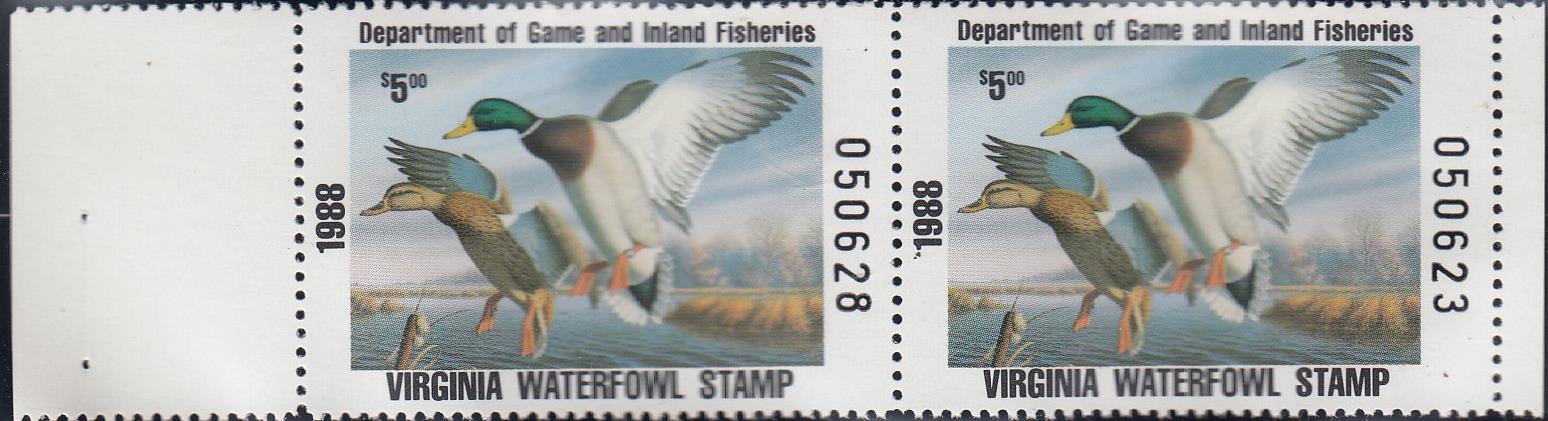 Department of Game and Inland Fisheries
$5.00
1988
050628
VIRGINIA WATERFOWL STAMP
Department of Game and Inland Fisheries
$5.00
1988
050623
VIRGINIA WATERFOWL STAMP